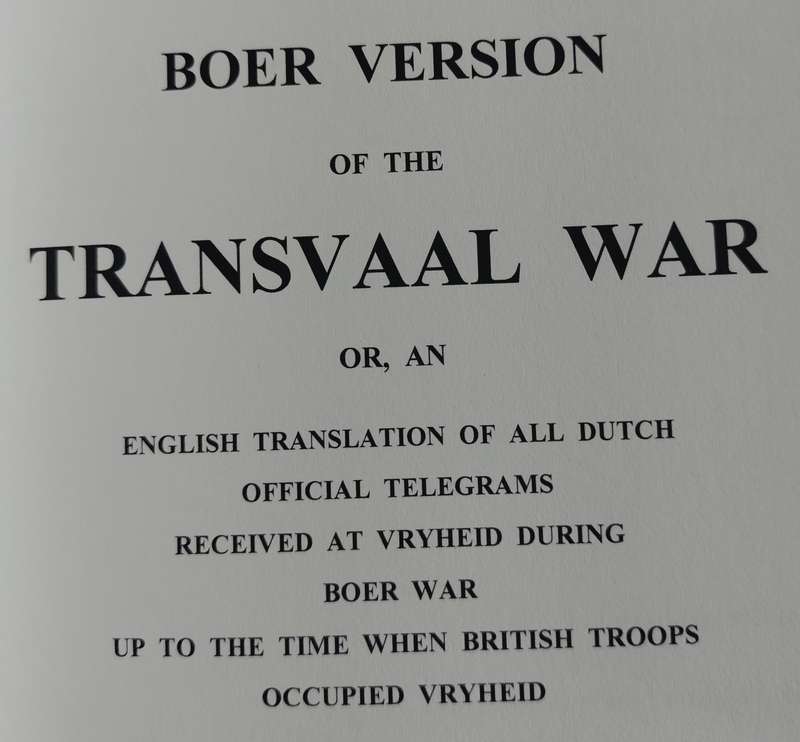 BOER VERSION
OF THE
TRANSVAAL WAR
OR, AN
ENGLISH TRANSLATION OF ALL DUTCH
OFFICIAL TELEGRAMS
RECEIVED AT VRYHEID DURING
BOER WAR
UP TO THE TIME WHEN BRITISH TROOPS
OCCUPIED VRYHEID